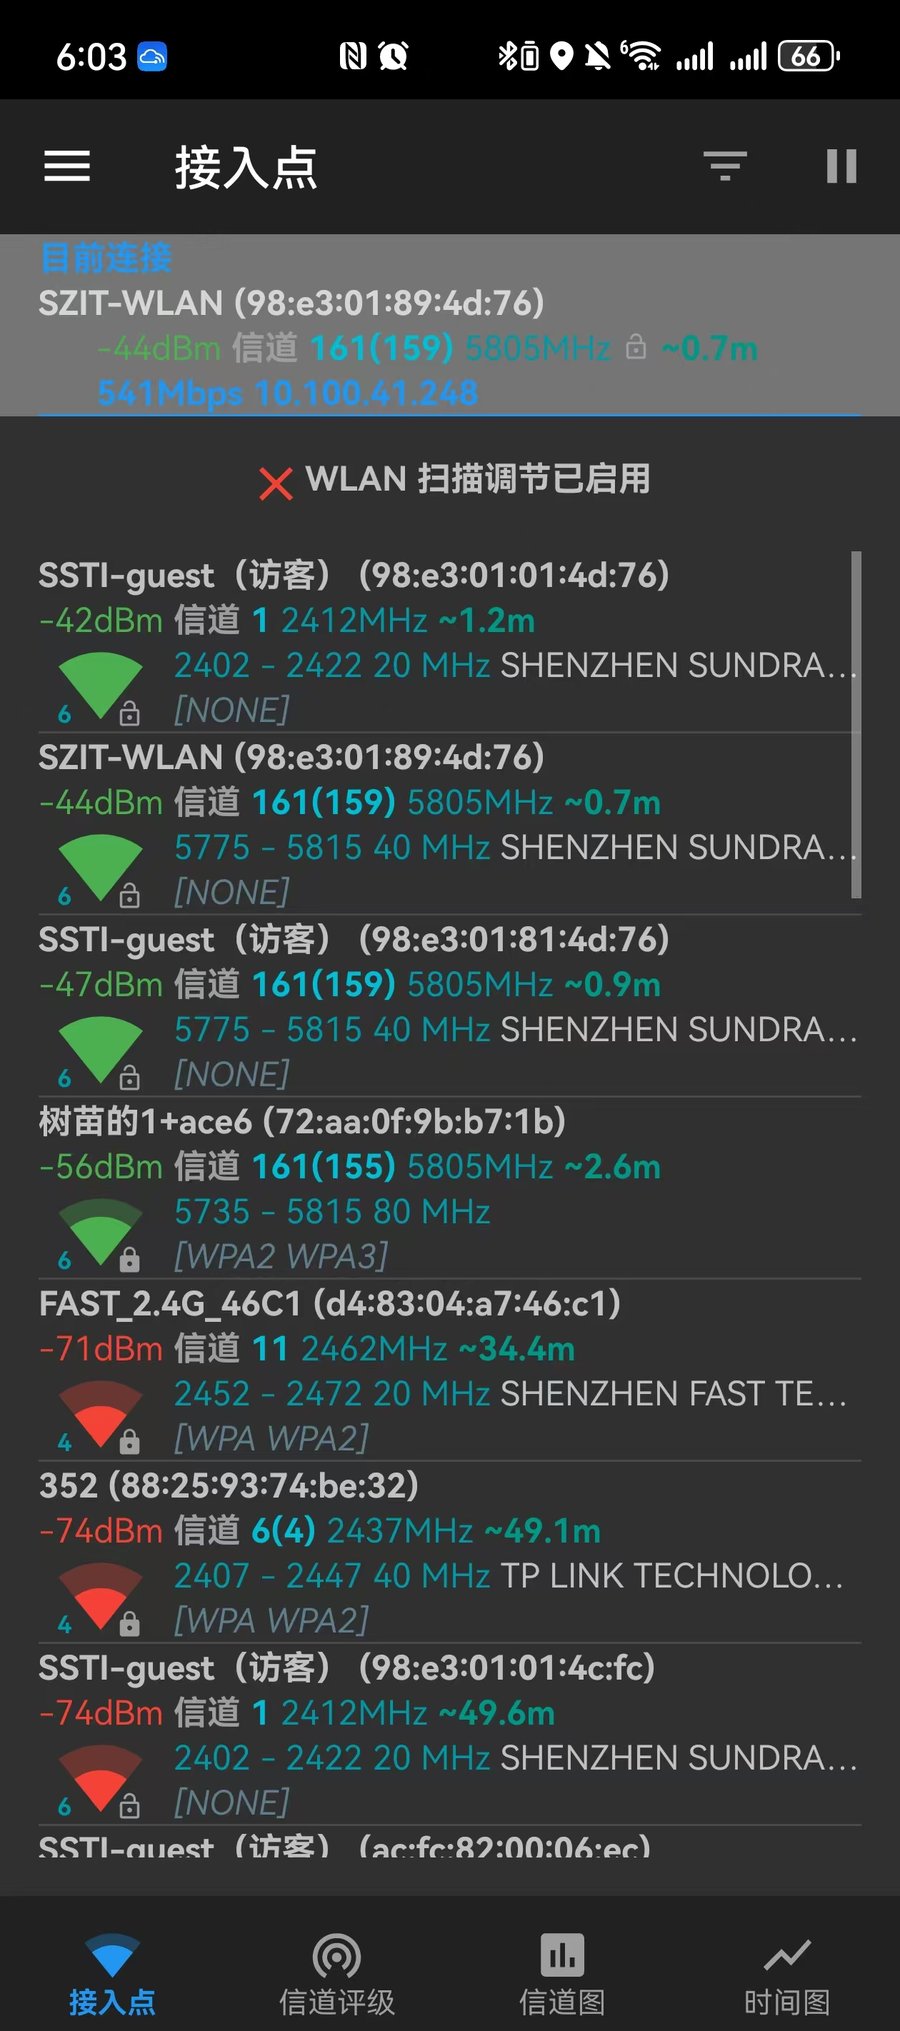 6:03
6
66
接入点
目前连接
SZIT-WLAN (98:e3:01:89:4d:76)
-44dBm 信道 161(159) 5805MHz ~0.7m
541Mbps 10.100.41.248
WLAN 扫描调节已启用
SSTI-guest（访客） (98:e3:01:01:4d:76)
-42dBm 信道 1 2412MHz ~1.2m
2402 - 2422 20 MHz SHENZHEN SUNDRA...
6 [NONE]
SZIT-WLAN (98:e3:01:89:4d:76)
-44dBm 信道 161(159) 5805MHz ~0.7m
5775 - 5815 40 MHz SHENZHEN SUNDRA...
6 [NONE]
SSTI-guest（访客） (98:e3:01:81:4d:76)
-47dBm 信道 161(159) 5805MHz ~0.9m
5775 - 5815 40 MHz SHENZHEN SUNDRA...
6 [NONE]
树苗的1+ace6 (72:aa:0f:9b:b7:1b)
-56dBm 信道 161(155) 5805MHz ~2.6m
5735 - 5815 80 MHz
6 [WPA2 WPA3]
FAST_2.4G_46C1 (d4:83:04:a7:46:c1)
-71dBm 信道 11 2462MHz ~34.4m
2452 - 2472 20 MHz SHENZHEN FAST TE...
4 [WPA WPA2]
352 (88:25:93:74:be:32)
-74dBm 信道 6(4) 2437MHz ~49.1m
2407 - 2447 40 MHz TP LINK TECHNOLO...
4 [WPA WPA2]
SSTI-guest（访客） (98:e3:01:01:4c:fc)
-74dBm 信道 1 2412MHz ~49.6m
2402 - 2422 20 MHz SHENZHEN SUNDRA...
6 [NONE]
SSTI-guest（访客） (ac:fc:82:00:06:ec)
接入点 信道评级 信道图 时间图